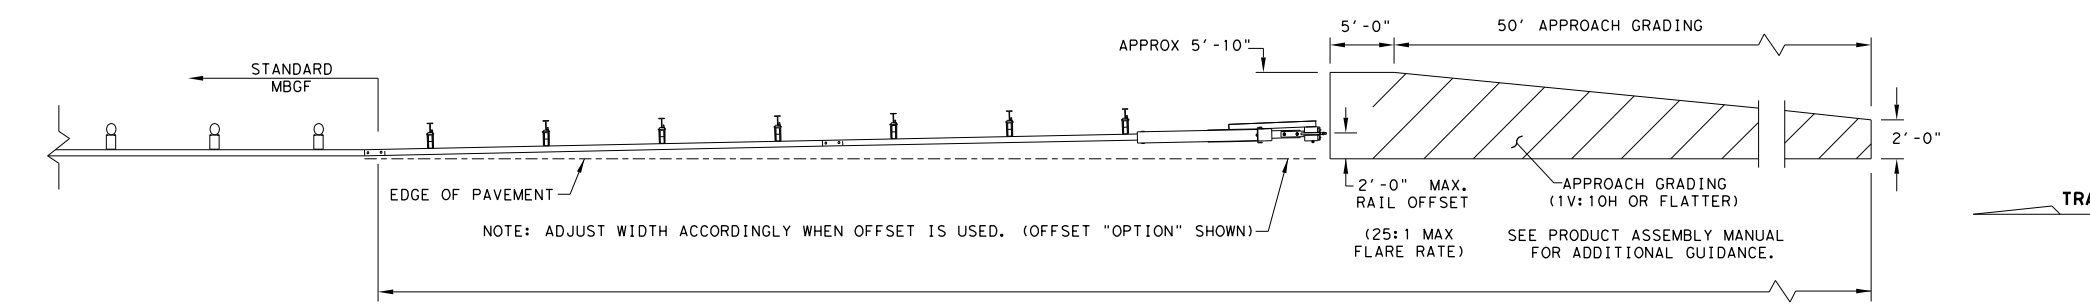 5'-0"
50' APPROACH GRADING
APPROX 5'-10"
STANDARD
MBGF
2'-0"
EDGE OF PAVEMENT
2'-0" MAX.
RAIL OFFSET
APPROACH GRADING
(1V:10H OR FLATTER)
NOTE: ADJUST WIDTH ACCORDINGLY WHEN OFFSET IS USED. (OFFSET "OPTION" SHOWN)
(25:1 MAX
FLARE RATE)
SEE PRODUCT ASSEMBLY MANUAL
FOR ADDITIONAL GUIDANCE.
TRA